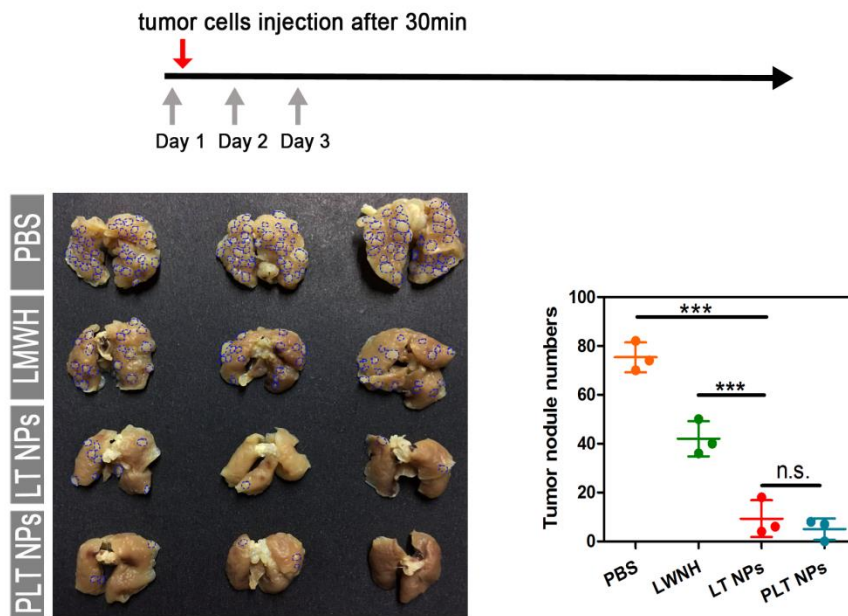 tumor cells injection after 30min
Day 1 Day 2 Day 3
PBS
LMWH
LT NPs
PLT NPs
Tumor nodule numbers
100
80
60
40
20
0
***
***
n.s.
PBS LWNH LT NPs PLT NPs